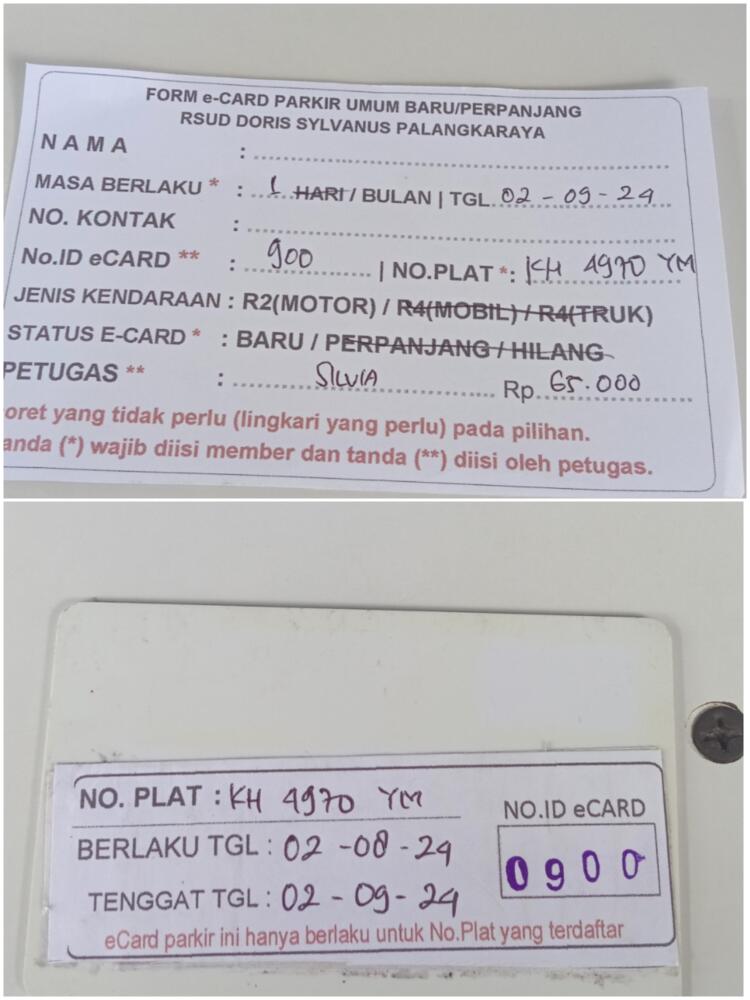 FORM e-CARD PARKIR UMUM BARU/PERPANJANG
RSUD DORIS SYLVANUS PALANGKARAYA
NAMA :
MASA BERLAKU * : 1 HARI / BULAN | TGL 02 - 09 - 24
NO. KONTAK :
No.ID eCARD ** : 900 | NO.PLAT *: KH 4970 YM
JENIS KENDARAAN : R2(MOTOR) / R4(MOBIL) / R4(TRUK)
STATUS E-CARD * : BARU / PERPANJANG / HILANG
PETUGAS ** : SILVIA Rp 65.000
oret yang tidak perlu (lingkari yang perlu) pada pilihan.
anda (*) wajib diisi member dan tanda (**) diisi oleh petugas.
NO. PLAT : KH 4970 YM
NO.ID eCARD
BERLAKU TGL : 02 - 08 - 24
0900
TENGGAT TGL : 02 - 09 - 24
eCard parkir ini hanya berlaku untuk No.Plat yang terdaftar